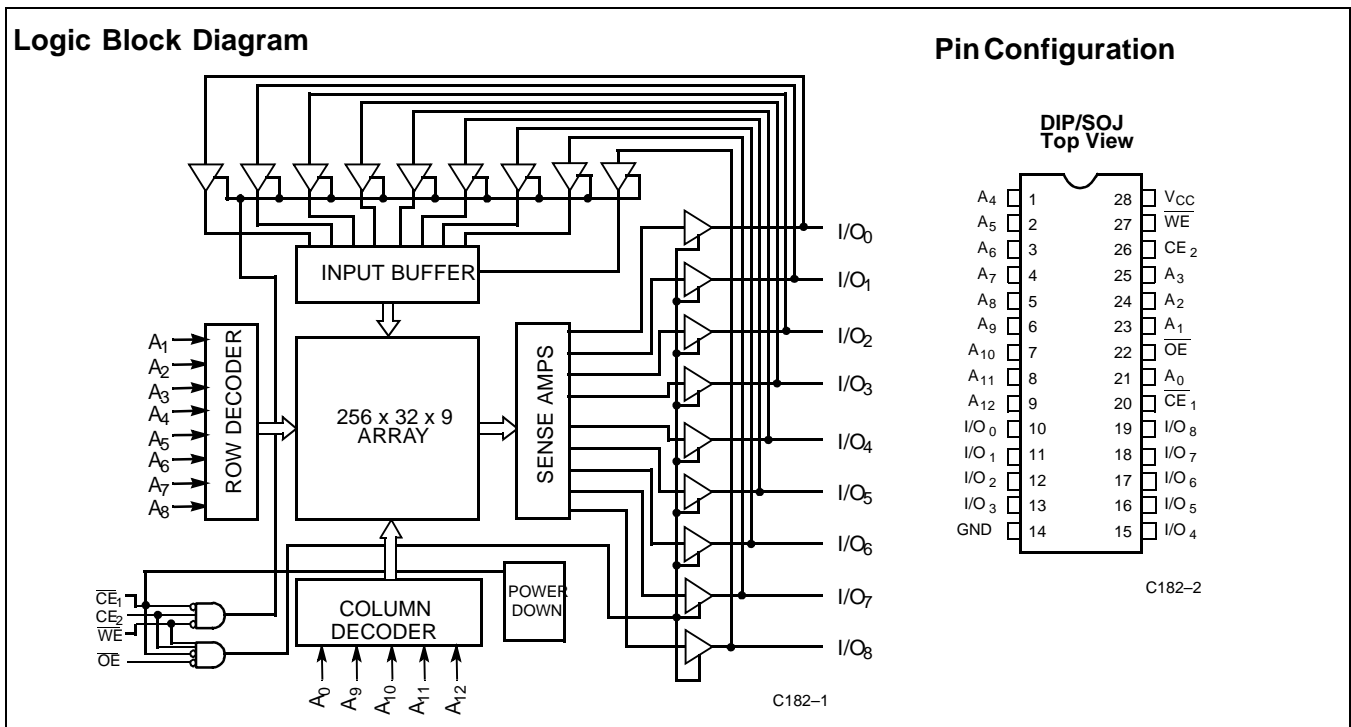 Logic Block Diagram
INPUT BUFFER
A1
A2
A3
A4
A5
A6
A7
A8
ROW DECODER
256 x 32 x 9
ARRAY
SENSE AMPS
I/O0
I/O1
I/O2
I/O3
I/O4
I/O5
I/O6
I/O7
I/O8
CE1
CE2
WE
OE
COLUMN
DECODER
POWER
DOWN
A0
A9
A10
A11
A12
C182–1
Pin Configuration
DIP/SOJ
Top View
A4 1 28 VCC
A5 2 27 WE
A6 3 26 CE2
A7 4 25 A3
A8 5 24 A2
A9 6 23 A1
A10 7 22 OE
A11 8 21 A0
A12 9 20 CE1
I/O0 10 19 I/O8
I/O1 11 18 I/O7
I/O2 12 17 I/O6
I/O3 13 16 I/O5
GND 14 15 I/O4
C182–2